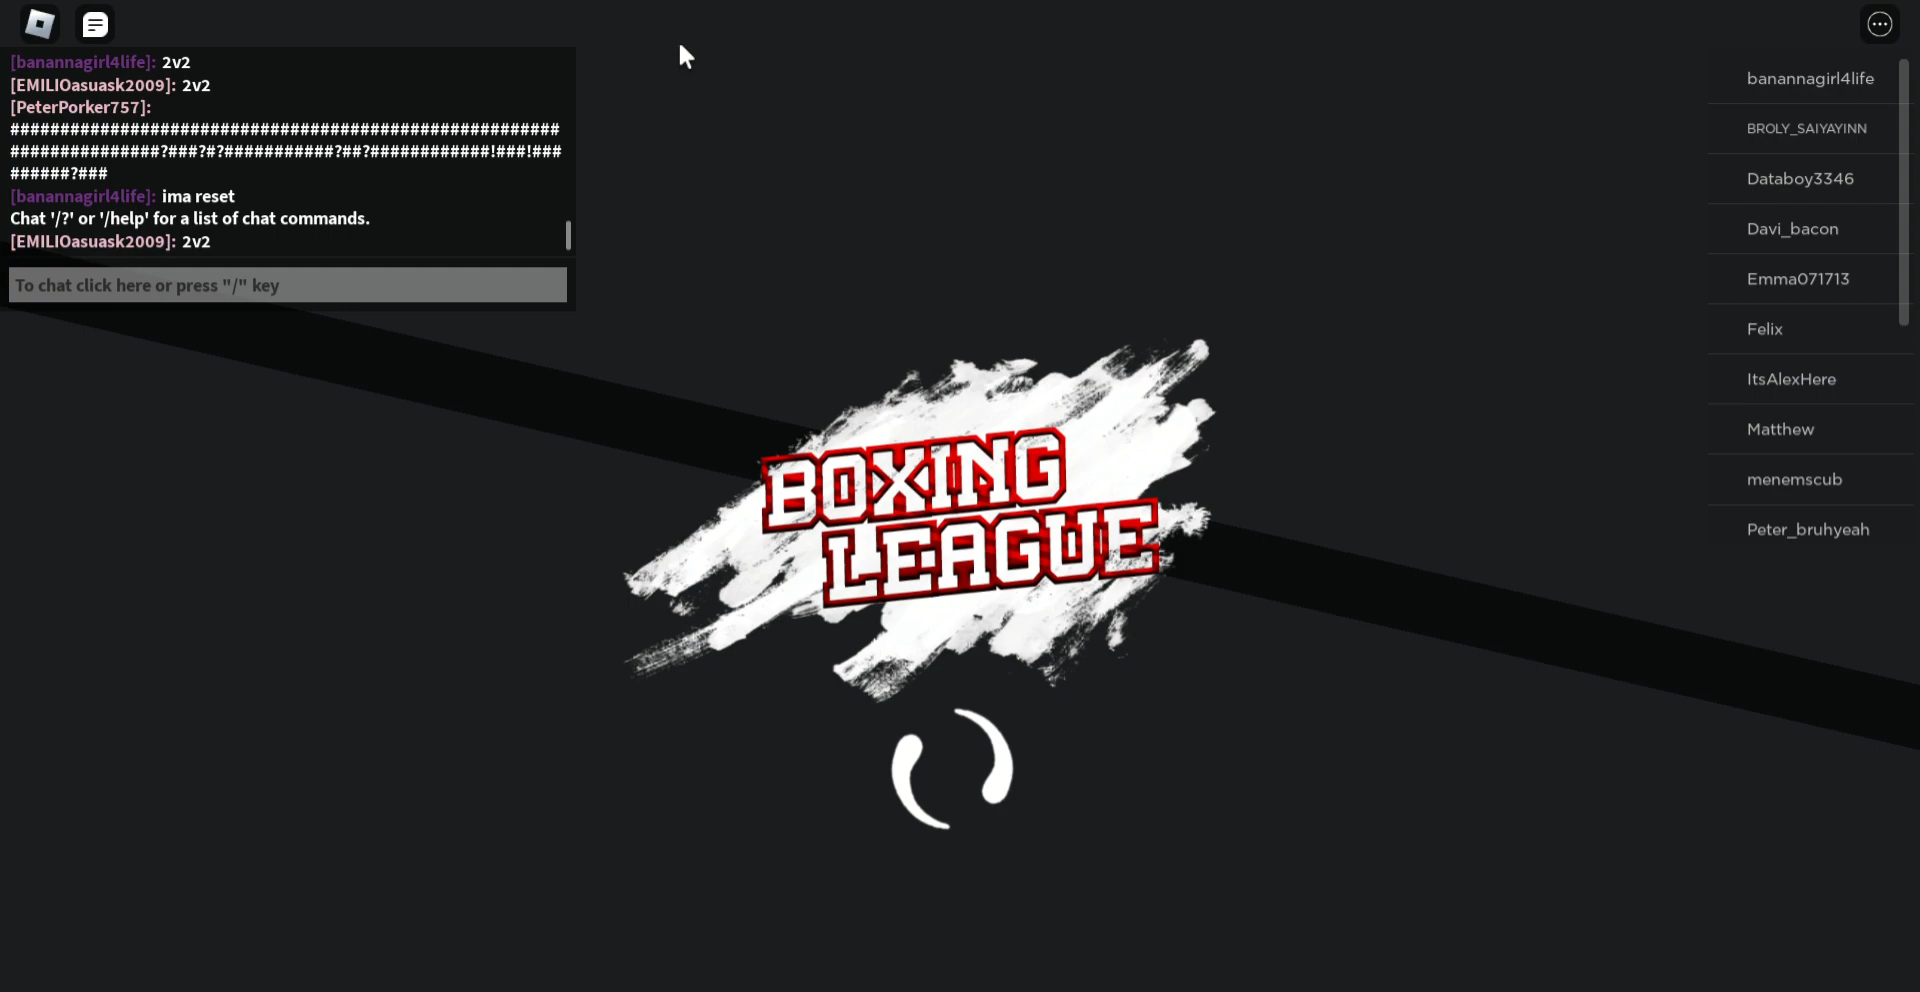 [banannagirl4life]: 2v2
[EMILIOasuask2009]: 2v2
[PeterPorker757]:
#######################################################
###############?###?#?###########?##?############!###!###
######?###
[banannagirl4life]: ima reset
Chat '/?' or '/help' for a list of chat commands.
[EMILIOasuask2009]: 2v2
To chat click here or press "/" key
banannagirl4life
BROLY_SAIYAYINN
Databoy3346
Davi_bacon
Emma071713
Felix
ItsAlexHere
Matthew
menemscub
Peter_bruhyeah
BOXING
LEAGUE